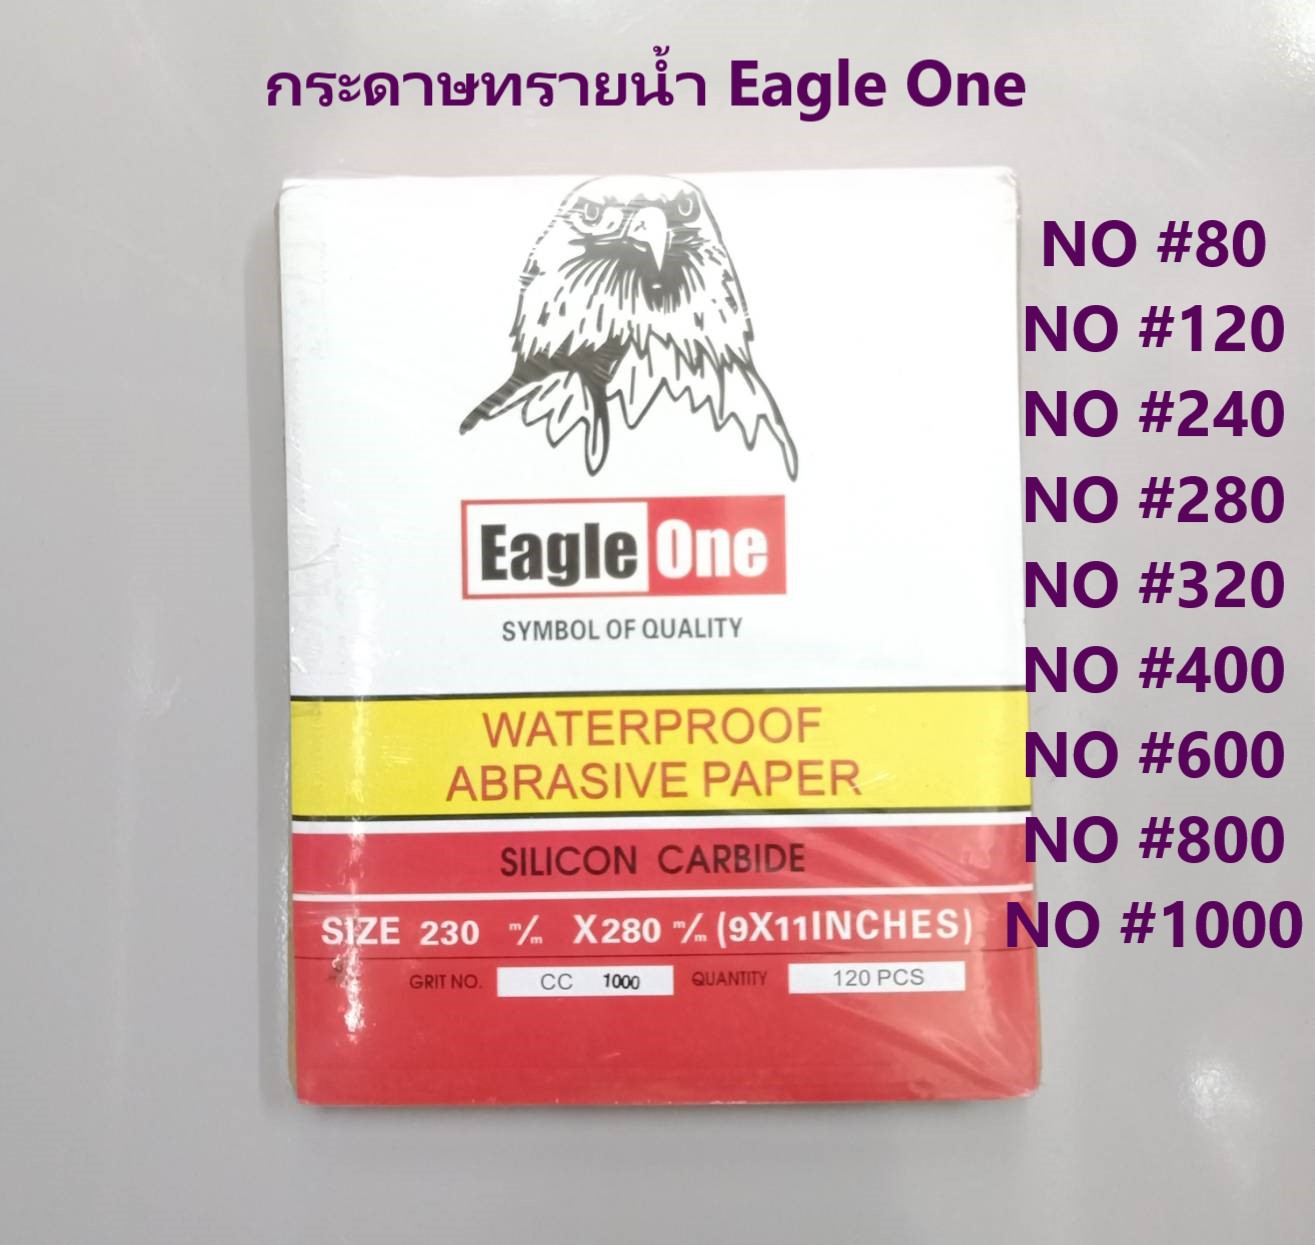 กระดาษทรายน้ำ Eagle One
NO #80
NO #120
NO #240
NO #280
NO #320
NO #400
NO #600
NO #800
NO #1000
Eagle One
SYMBOL OF QUALITY
WATERPROOF
ABRASIVE PAPER
SILICON CARBIDE
SIZE 230 m/m X280 m/m (9X11INCHES)
GRIT NO. CC 1000 QUANTITY 120 PCS